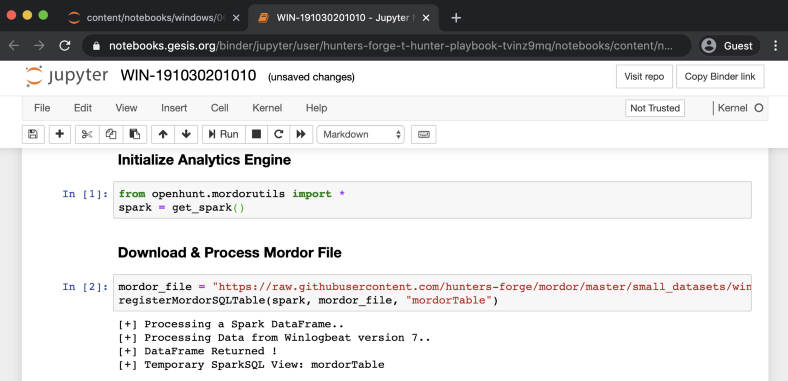 content/notebooks/windows/0
WIN-191030201010 - Jupyter
notebooks.gesis.org/binder/jupyter/user/hunters-forge-t-hunter-playbook-tvinz9mq/notebooks/content/n...
Guest
jupyter WIN-191030201010 (unsaved changes)
Visit repo
Copy Binder link
File Edit View Insert Cell Kernel Help
Not Trusted
Kernel
Run
Markdown
Initialize Analytics Engine
In [1]: from openhunt.mordorutils import *
spark = get_spark()
Download & Process Mordor File
In [2]: mordor_file = "https://raw.githubusercontent.com/hunters-forge/mordor/master/small_datasets/win
registerMordorSQLTable(spark, mordor_file, "mordorTable")
[+] Processing a Spark DataFrame..
[+] Processing Data from Winlogbeat version 7..
[+] DataFrame Returned !
[+] Temporary SparkSQL View: mordorTable